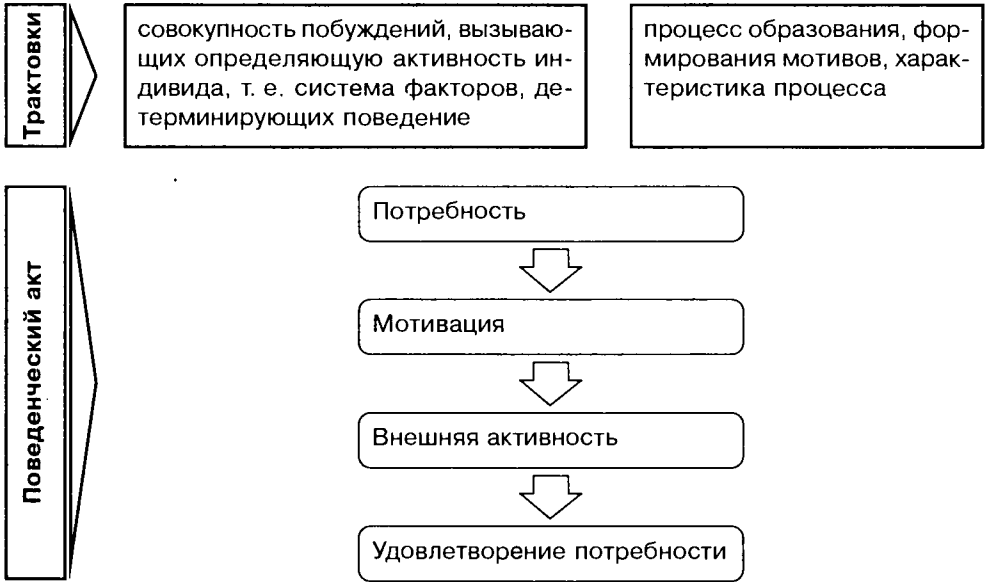 Трактовки
совокупность побуждений, вызываю-
щих определяющую активность ин-
дивида, т. е. система факторов, де-
терминирующих поведение
процесс образования, фор-
мирования мотивов, харак-
теристика процесса
Поведенческий акт
Потребность
Мотивация
Внешняя активность
Удовлетворение потребности